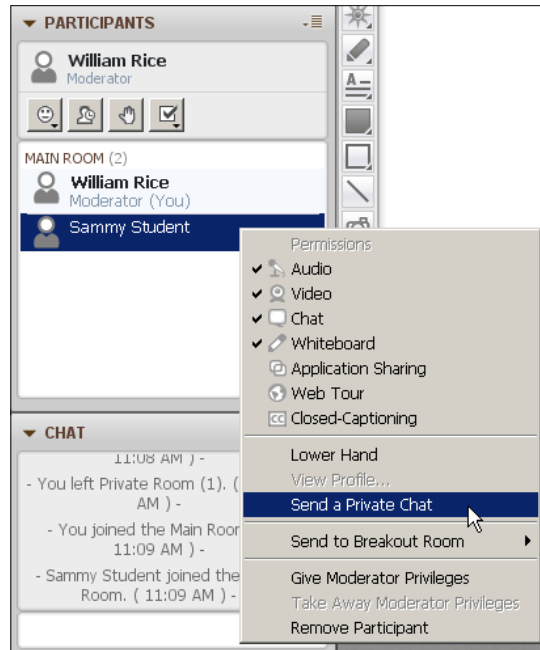 PARTICIPANTS
William Rice
Moderator
MAIN ROOM (2)
William Rice
Moderator (You)
Sammy Student
Permissions
Audio
Video
Chat
Whiteboard
Application Sharing
Web Tour
CC Closed-Captioning
Lower Hand
View Profile...
Send a Private Chat
Send to Breakout Room
Give Moderator Privileges
Take Away Moderator Privileges
Remove Participant
CHAT
11:08 AM ) -
- You left Private Room (1). (
AM ) -
- You joined the Main Roor
11:09 AM ) -
- Sammy Student joined the
Room. ( 11:09 AM ) -
A